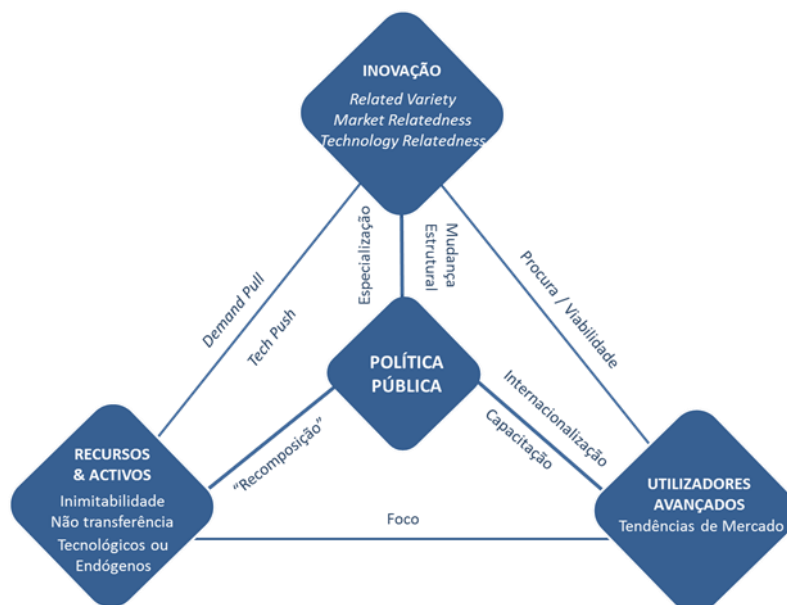 INOVAÇÃO
Related Variety
Market Relatedness
Technology Relatedness
Especialização
Mudança
Estrutural
Demand Pull
Tech Push
Procura / Viabilidade
POLÍTICA
PÚBLICA
"Recomposição"
Internacionalização
Capacitação
RECURSOS
& ACTIVOS
Inimitabilidade
Não transferência
Tecnológicos ou
Endógenos
Foco
UTILIZADORES
AVANÇADOS
Tendências de Mercado